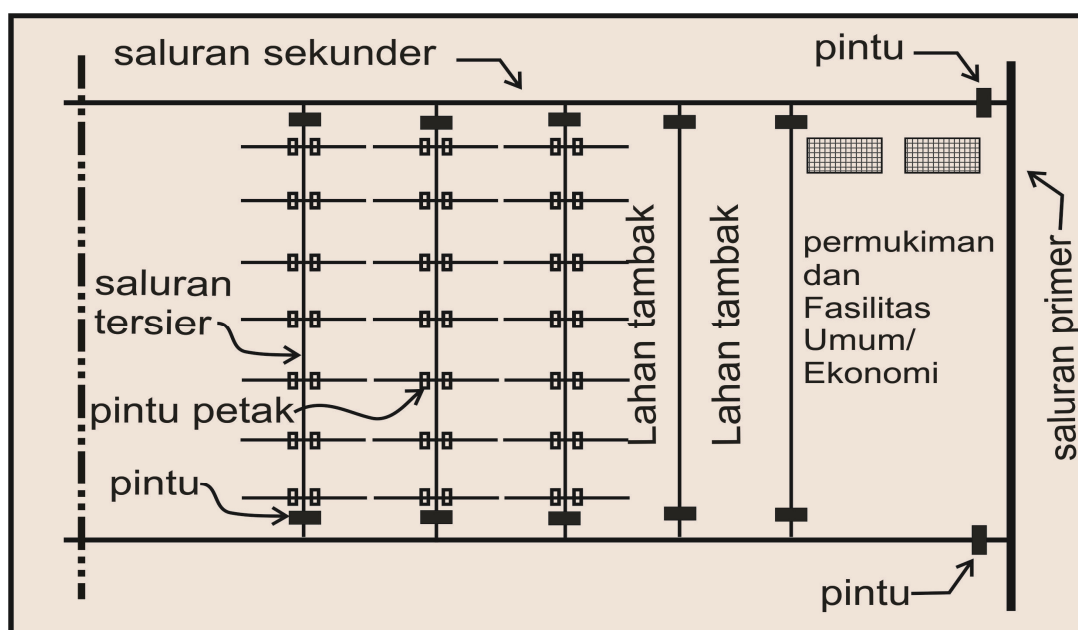 saluran sekunder
pintu
saluran
tersier
pintu petak
pintu
Lahan tambak
Lahan tambak
permukiman
dan
Fasilitas
Umum/
Ekonomi
saluran primer
pintu